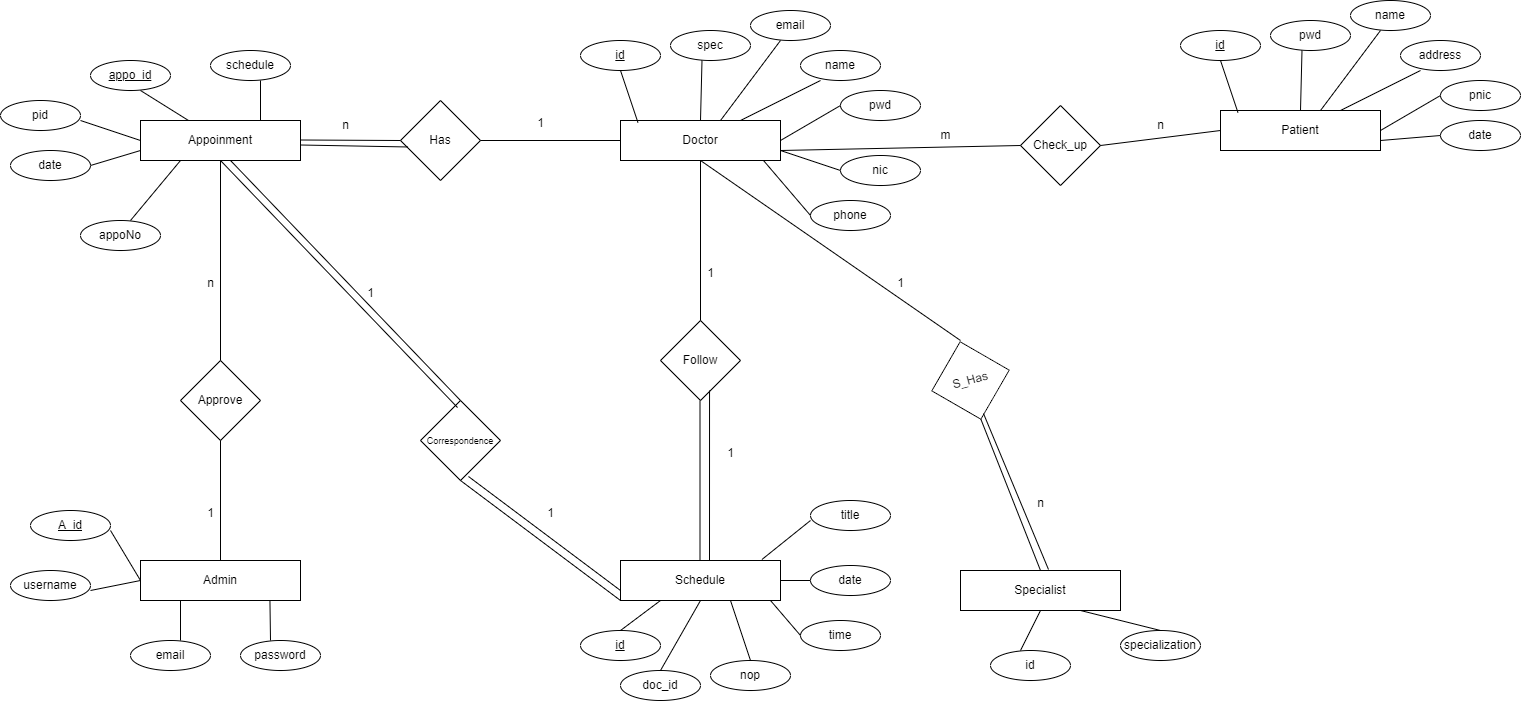 name
email
pwd
id
spec
id
schedule
name
address
appo_id
pwd
pnic
pid
n
1
m
n
Appoinment
Has
Doctor
Check_up
Patient
date
date
nic
phone
appoNo
n
1
1
1
Approve
Follow
S_Has
Correspondence
1
1
1
n
A_id
title
username
Admin
Schedule
date
Specialist
id
time
specialization
email
password
doc_id
nop
id